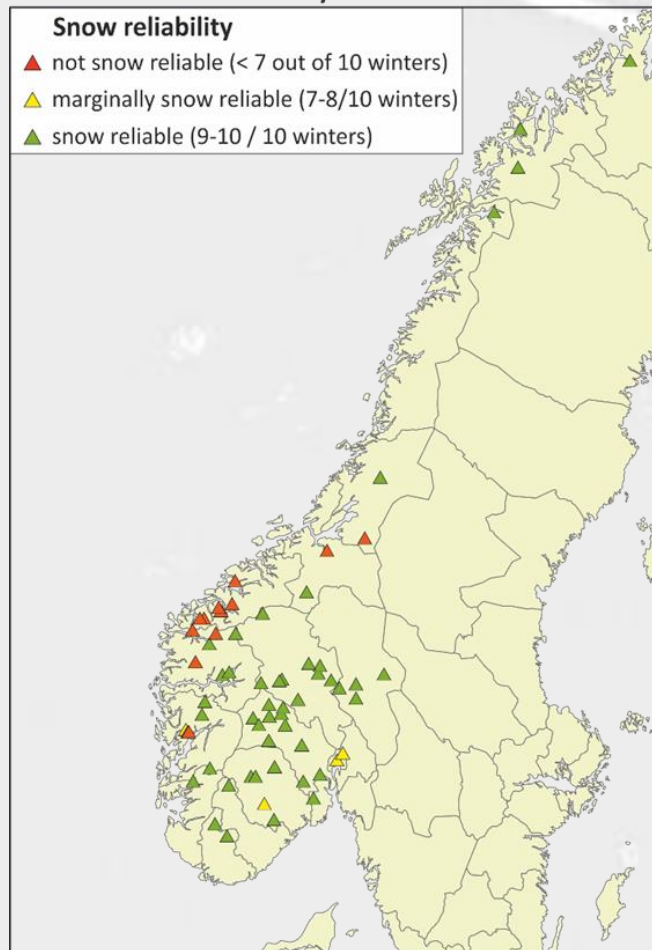 Snow reliability
not snow reliable (< 7 out of 10 winters)
marginally snow reliable (7-8/10 winters)
snow reliable (9-10 / 10 winters)